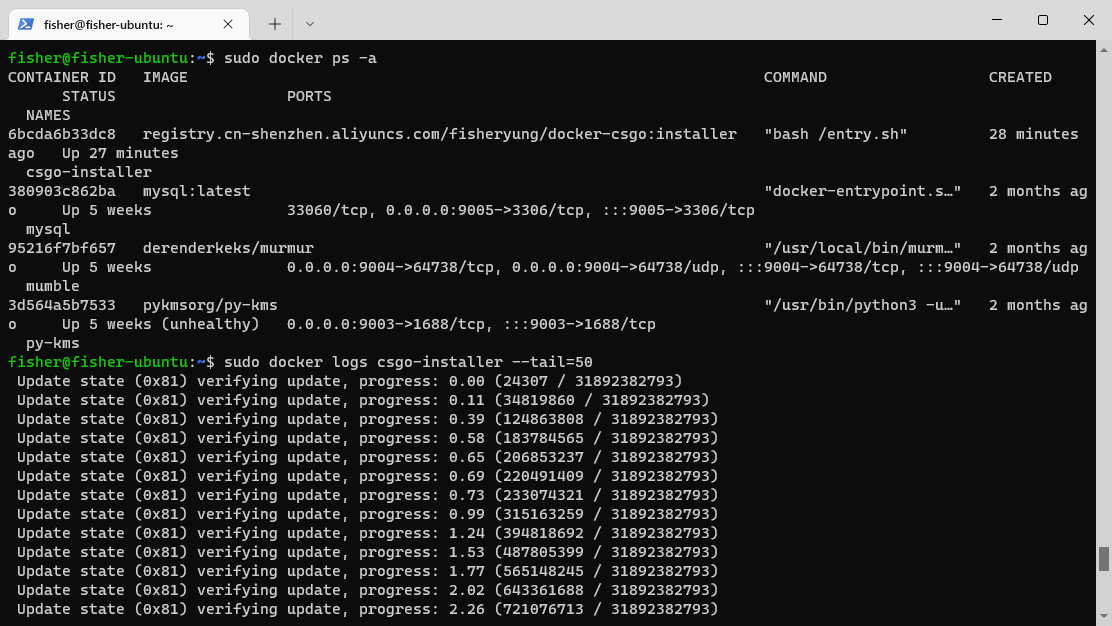 fisher@fisher-ubuntu: ~
fisher@fisher-ubuntu:~$ sudo docker ps -a
CONTAINER ID   IMAGE                                                                COMMAND                  CREATED
      STATUS                   PORTS
  NAMES
6bcda6b33dc8   registry.cn-shenzhen.aliyuncs.com/fisheryung/docker-csgo:installer   "bash /entry.sh"         28 minutes
ago   Up 27 minutes
  csgo-installer
380903c862ba   mysql:latest                                                         "docker-entrypoint.s…"   2 months ag
o     Up 5 weeks               33060/tcp, 0.0.0.0:9005->3306/tcp, :::9005->3306/tcp
  mysql
95216f7bf657   derenderkeks/murmur                                                  "/usr/local/bin/murm…"   2 months ag
o     Up 5 weeks               0.0.0.0:9004->64738/tcp, 0.0.0.0:9004->64738/udp, :::9004->64738/tcp, :::9004->64738/udp
  mumble
3d564a5b7533   pykmsorg/py-kms                                                      "/usr/bin/python3 -u…"   2 months ag
o     Up 5 weeks (unhealthy)   0.0.0.0:9003->1688/tcp, :::9003->1688/tcp
  py-kms
fisher@fisher-ubuntu:~$ sudo docker logs csgo-installer --tail=50
 Update state (0x81) verifying update, progress: 0.00 (24307 / 31892382793)
 Update state (0x81) verifying update, progress: 0.11 (34819860 / 31892382793)
 Update state (0x81) verifying update, progress: 0.39 (124863808 / 31892382793)
 Update state (0x81) verifying update, progress: 0.58 (183784565 / 31892382793)
 Update state (0x81) verifying update, progress: 0.65 (206853237 / 31892382793)
 Update state (0x81) verifying update, progress: 0.69 (220491409 / 31892382793)
 Update state (0x81) verifying update, progress: 0.73 (233074321 / 31892382793)
 Update state (0x81) verifying update, progress: 0.99 (315163259 / 31892382793)
 Update state (0x81) verifying update, progress: 1.24 (394818692 / 31892382793)
 Update state (0x81) verifying update, progress: 1.53 (487805399 / 31892382793)
 Update state (0x81) verifying update, progress: 1.77 (565148245 / 31892382793)
 Update state (0x81) verifying update, progress: 2.02 (643361688 / 31892382793)
 Update state (0x81) verifying update, progress: 2.26 (721076713 / 31892382793)